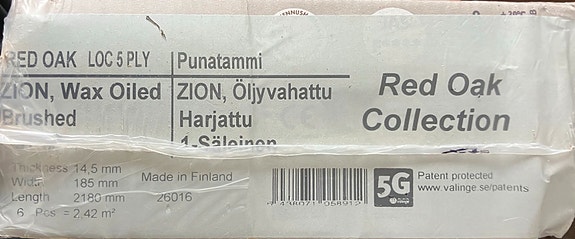 RED OAK LOC 5 PLY
Punatammi
ZION, Wax Oiled
Brushed
ZION, Öljyvahattu
Harjattu
1-Säleinen
Red Oak
Collection
Thickness 14,5 mm
Width 185 mm
Length 2180 mm
6 Pcs = 2,42 m²
Made in Finland
26016
5G
Patent protected
www.valinge.se/patents